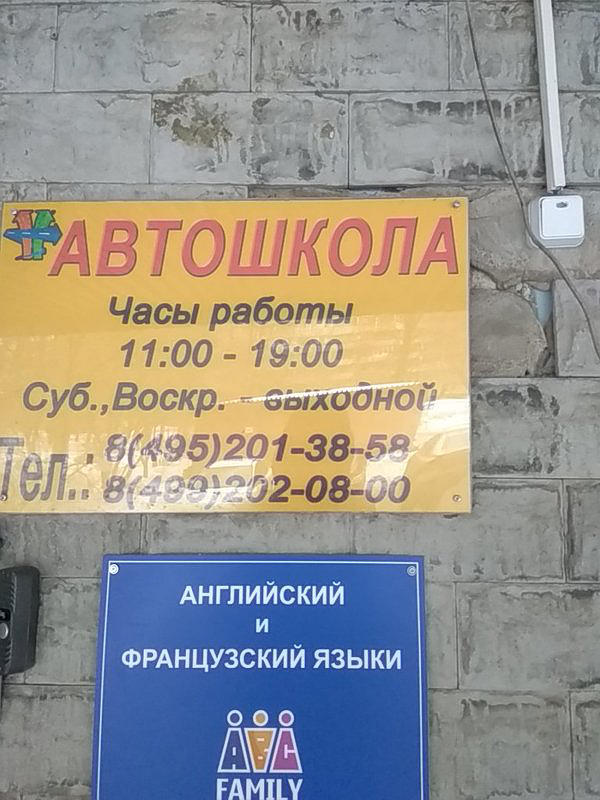 АВТОШКОЛА
Часы работы
11:00 - 19:00
Суб.,Воскр. - выходной
Тел.: 8(495)201-38-58
8(499)202-08-00
АНГЛИЙСКИЙ
и
ФРАНЦУЗСКИЙ ЯЗЫКИ
ABC
FAMILY